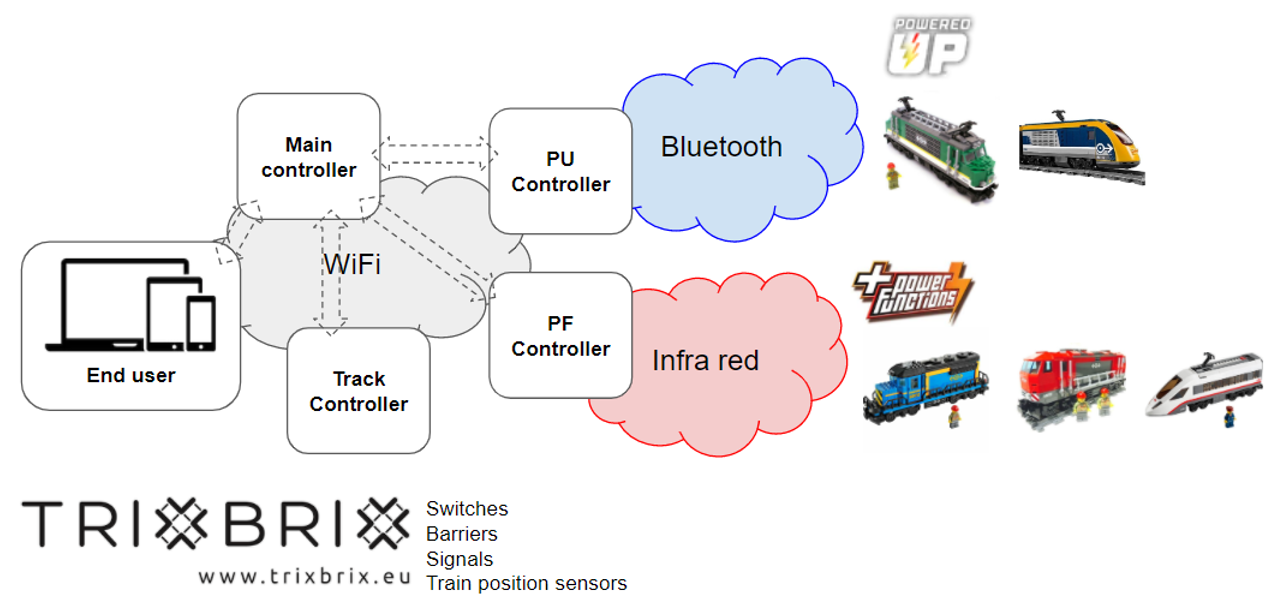 POWERED
UP
Main
controller
PU
Controller
Bluetooth
WiFi
End user
PF
Controller
Infra red
power
functions
Track
Controller
TRIXBRIX
www.trixbrix.eu
Switches
Barriers
Signals
Train position sensors